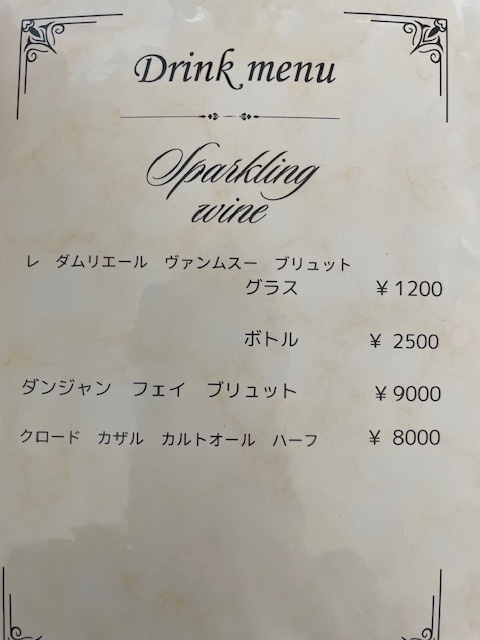 Drink menu
Sparkling
wine
レ ダムリエール ヴァンムスー ブリュット
グラス ¥1200
ボトル ¥ 2500
ダンジャン フェイ ブリュット ¥9000
クロード カザル カルトオール ハーフ ¥ 8000